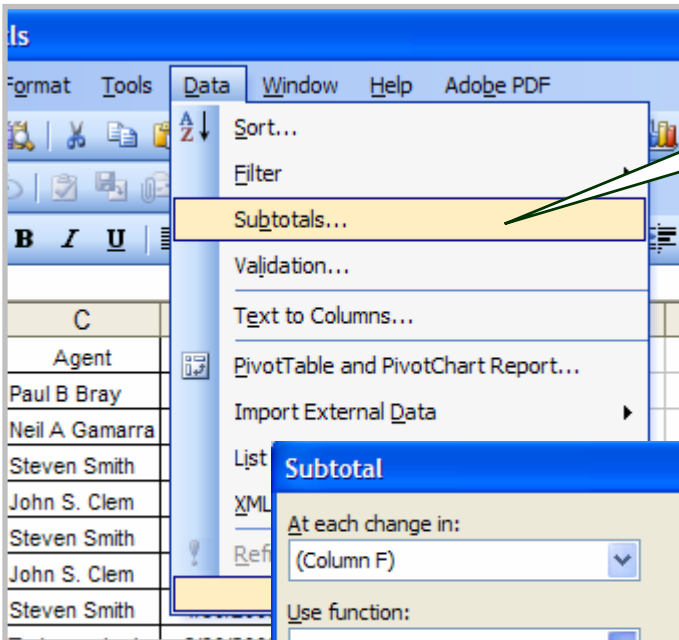 Format Tools Data Window Help Adobe PDF
Sort...
Filter
Subtotals...
B I U
Validation...
Text to Columns...
C
Agent
PivotTable and PivotChart Report...
Paul B Bray
Import External Data
Neil A Gamarra
List
Steven Smith
XML
John S. Clem
Steven Smith
John S. Clem
Steven Smith
Subtotal
At each change in:
(Column F)
Use function: